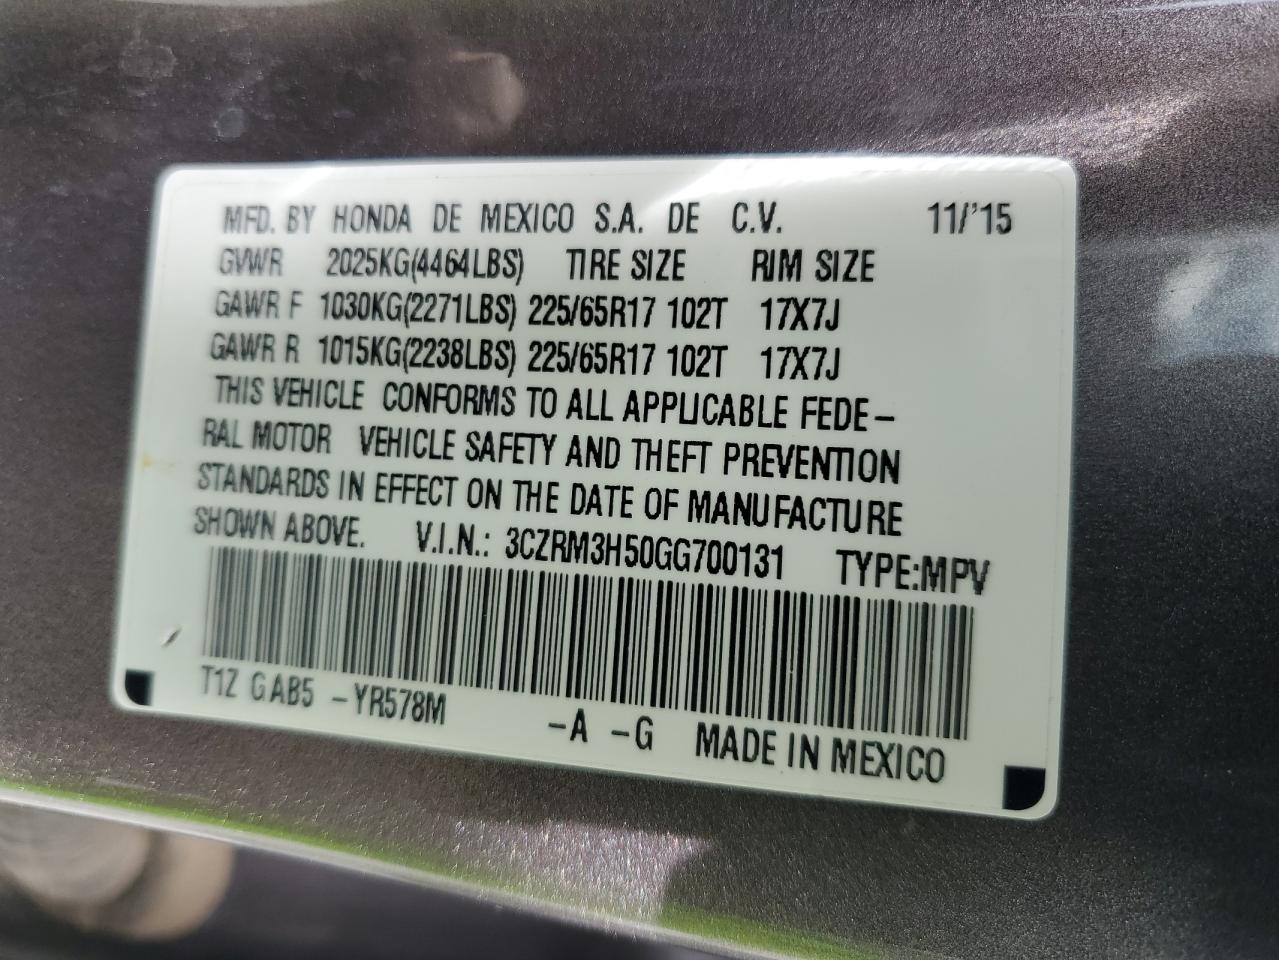 MFD. BY HONDA DE MEXICO S.A. DE C.V. 11/'15
GVWR 2025KG(4464LBS) TIRE SIZE RIM SIZE
GAWR F 1030KG(2271LBS) 225/65R17 102T 17X7J
GAWR R 1015KG(2238LBS) 225/65R17 102T 17X7J
THIS VEHICLE CONFORMS TO ALL APPLICABLE FEDE-
RAL MOTOR VEHICLE SAFETY AND THEFT PREVENTION
STANDARDS IN EFFECT ON THE DATE OF MANUFACTURE
SHOWN ABOVE. V.I.N.: 3CZRM3H50GG700131 TYPE:MPV
T1Z GAB5 -YR578M -A -G MADE IN MEXICO